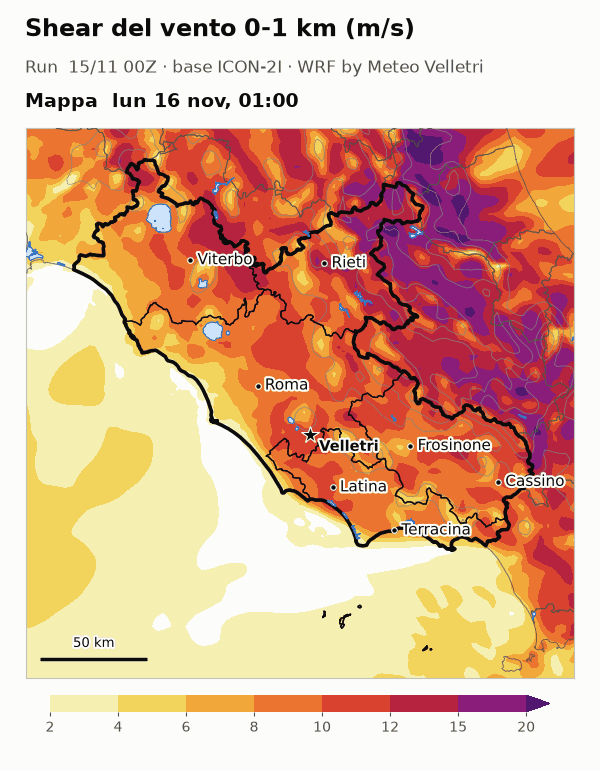 Shear del vento 0-1 km (m/s)
Run  15/11 00Z · base ICON-2I · WRF by Meteo Velletri
Mappa  lun 16 nov, 01:00
Viterbo
Rieti
Roma
Velletri
Frosinone
Latina
Cassino
Terracina
50 km
2 4 6 8 10 12 15 20